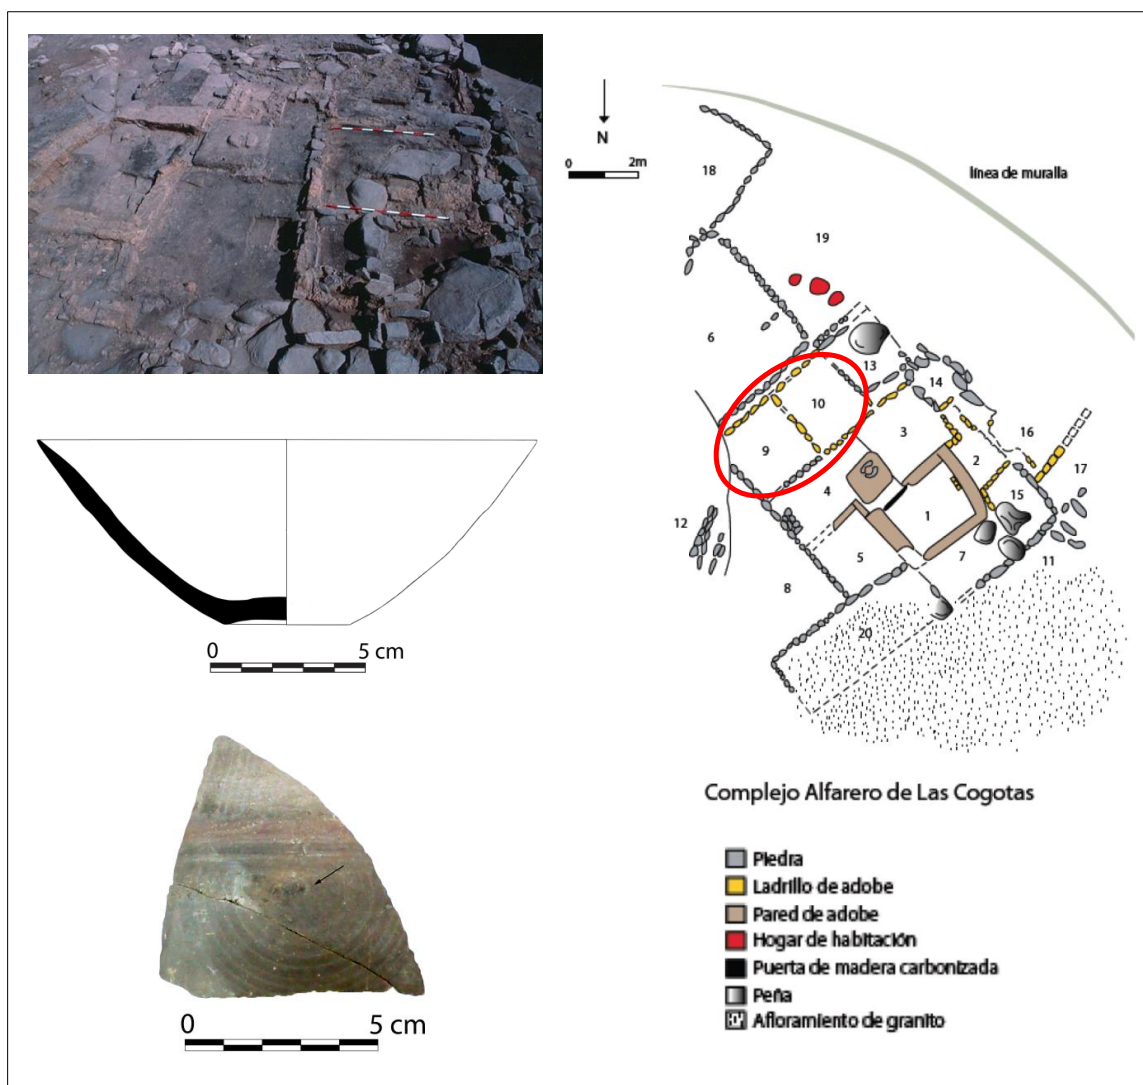 N
0 2m
línea de muralla
18
19
6
13
10
14
3
16
9
2
17
4
15
12
1
5
7
11
8
20
0 5 cm
0 5 cm
Complejo Alfarero de Las Cogotas
Piedra
Ladrillo de adobe
Pared de adobe
Hogar de habitación
Puerta de madera carbonizada
Peña
Afloramiento de granito